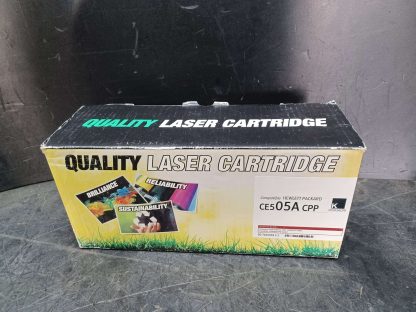 QUALITY LASER CARTRIDGE
QUALITY LASER CARTRIDGE
BRILLIANCE
RELIABILITY
SUSTAINABILITY
Compatible HEWLETT-PACKARD
CE505A CPP